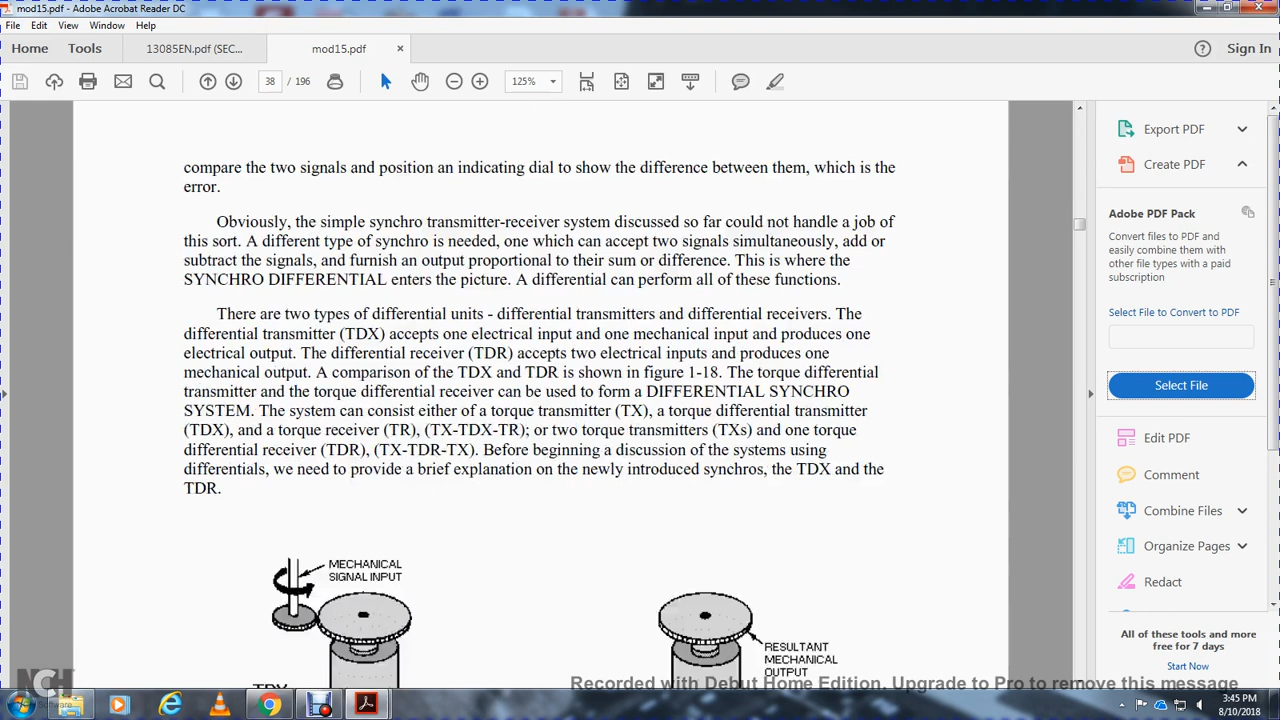 mod15.pdf - Adobe Acrobat Reader DC
File Edit View Window Help
Home Tools 13085EN.pdf (SEC... mod15.pdf × Sign In
38 / 196 125%
compare the two signals and position an indicating dial to show the difference between them, which is the
error.
Obviously, the simple synchro transmitter-receiver system discussed so far could not handle a job of
this sort. A different type of synchro is needed, one which can accept two signals simultaneously, add or
subtract the signals, and furnish an output proportional to their sum or difference. This is where the
SYNCHRO DIFFERENTIAL enters the picture. A differential can perform all of these functions.
There are two types of differential units - differential transmitters and differential receivers. The
differential transmitter (TDX) accepts one electrical input and one mechanical input and produces one
electrical output. The differential receiver (TDR) accepts two electrical inputs and produces one
mechanical output. A comparison of the TDX and TDR is shown in figure 1-18. The torque differential
transmitter and the torque differential receiver can be used to form a DIFFERENTIAL SYNCHRO
SYSTEM. The system can consist either of a torque transmitter (TX), a torque differential transmitter
(TDX), and a torque receiver (TR), (TX-TDX-TR); or two torque transmitters (TXs) and one torque
differential receiver (TDR), (TX-TDR-TX). Before beginning a discussion of the systems using
differentials, we need to provide a brief explanation on the newly introduced synchros, the TDX and the
TDR.
MECHANICAL
SIGNAL INPUT
RESULTANT
MECHANICAL
OUTPUT
TDX
Export PDF
Create PDF
Adobe PDF Pack
Convert files to PDF and
easily combine them with
other file types with a paid
subscription
Select File to Convert to PDF
Select File
Edit PDF
Comment
Combine Files
Organize Pages
Redact
All of these tools and more
free for 7 days
Start Now
NCH
Software
Recorded with Debut Home Edition. Upgrade to Pro to remove this message
3:45 PM
8/10/2018